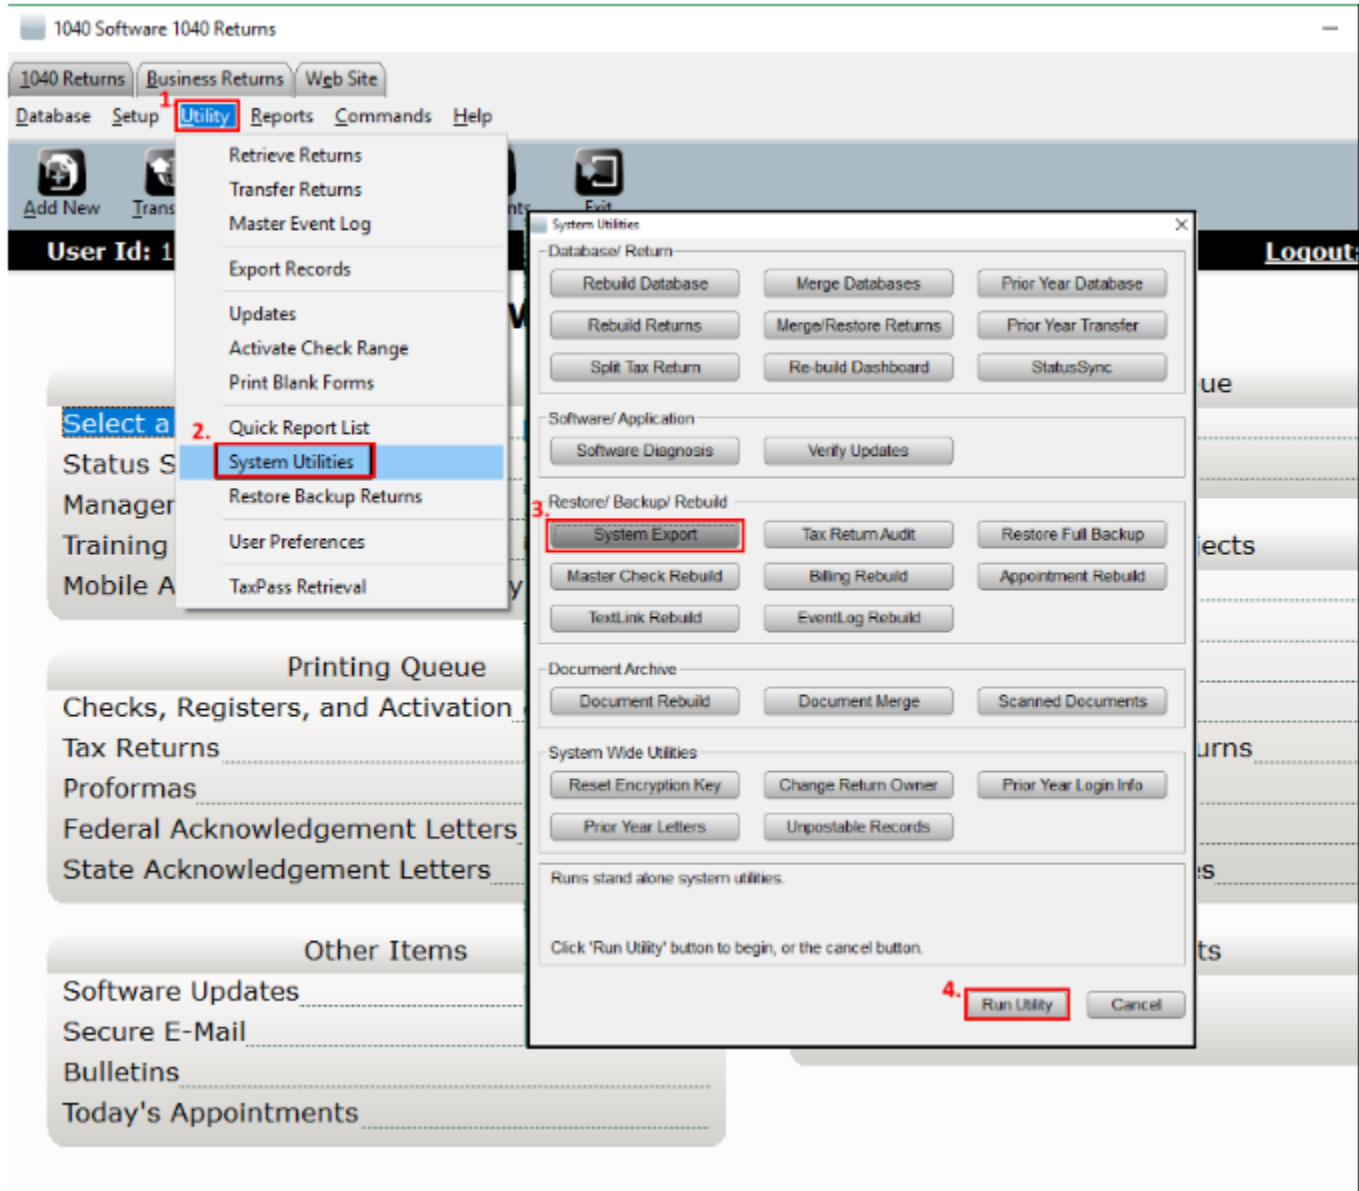 1040 Software 1040 Returns
1040 Returns Business Returns Web Site
1.
Database Setup Utility Reports Commands Help
Add New
Exit
User Id: 1
Logout:
Retrieve Returns
Transfer Returns
Master Event Log
Export Records
Updates
Activate Check Range
Print Blank Forms
Quick Report List
2.
System Utilities
Restore Backup Returns
User Preferences
TaxPass Retrieval
Select a
Status S
Training
Mobile A
Printing Queue
Checks, Registers, and Activation
Tax Returns
Proformas
Federal Acknowledgement Letters
State Acknowledgement Letters
Other Items
Software Updates
Secure E-Mail
Bulletins
Today's Appointments
System Utilities
Database/ Return
Rebuild Database Merge Databases Prior Year Database
Rebuild Returns Merge/Restore Returns Prior Year Transfer
Split Tax Return Re-build Dashboard StatusSync
Software/ Application
Software Diagnosis Verify Updates
Restore/ Backup/ Rebuild
3.
System Export Tax Return Audit Restore Full Backup
Master Check Rebuild Billing Rebuild Appointment Rebuild
TextLink Rebuild EventLog Rebuild
Document Archive
Document Rebuild Document Merge Scanned Documents
System Wide Utilities
Reset Encryption Key Change Return Owner Prior Year Login Info
Prior Year Letters Unpostable Records
Runs stand alone system utilities.
Click 'Run Utility' button to begin, or the cancel button.
4.
Run Utility Cancel